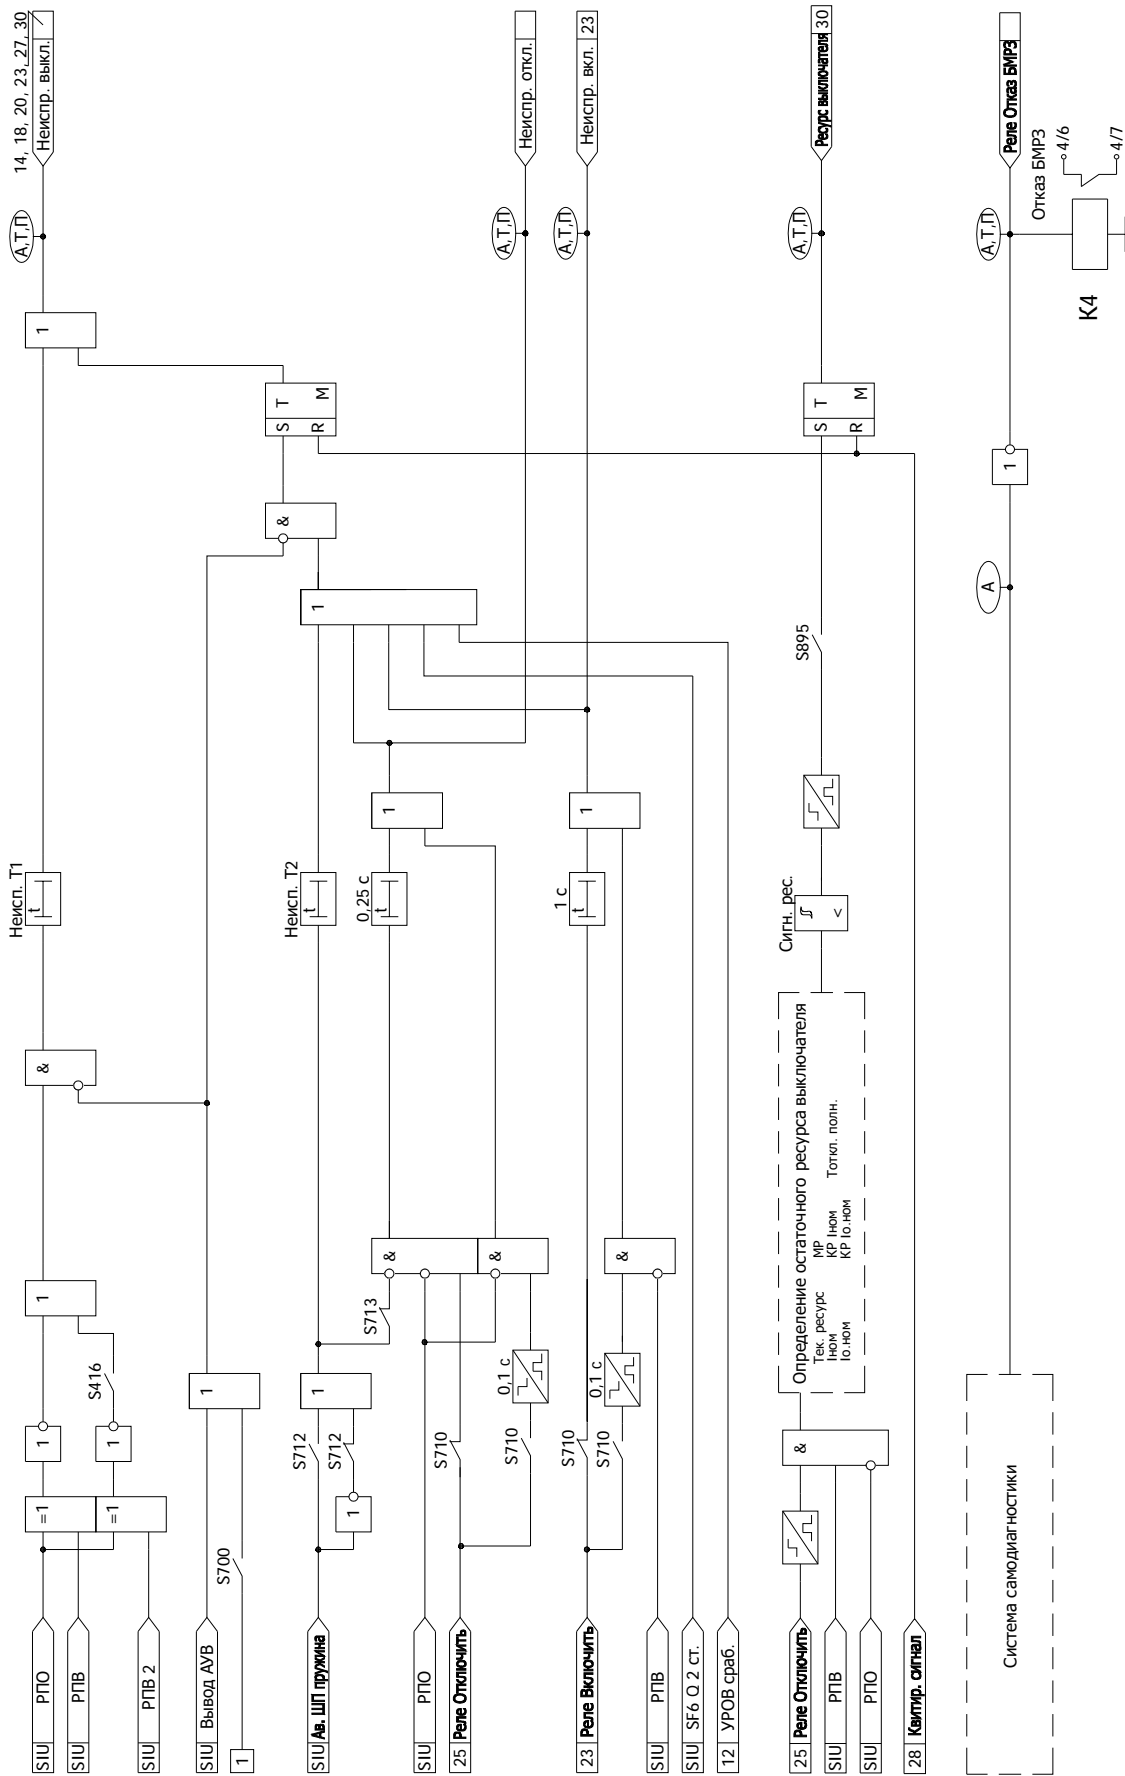 SIU РПО
SIU РПВ
SIU РПВ 2
SIU Вывод АУВ
1
SIU Ав. ШП пружина
SIU РПО
25 Реле Отключить
23 Реле Включить
SIU РПВ
SIU SF6 Q 2 ст.
12 УРОВ сраб.
25 Реле Отключить
SIU РПВ
SIU РПО
28 Квитир. сигнал
Система самодиагностики
=1
=1
S700
1
1
S416
1
1
S712
S712
1
1
S713
S710
S710
0,1 с
S710
S710
0,1 с
&
&
&
&
1
&
Неисп. Т1
Неисп. Т2
t
t
0,25 с
t
1 с
t
1
1
1
&
S T
R M
1
Определение остаточного ресурса выключателя
Тек. ресурс МР
Iном КР Iном Тоткл. полн.
Iо.ном КР Iо.ном
Сигн. рес.
<
S895
S T
R M
А
1
А,Т,П
А,Т,П
А,Т,П
А,Т,П
А,Т,П
14, 18, 20, 23, 27, 30
Неиспр. выкл.
Неиспр. откл.
Неиспр. вкл. 23
Ресурс выключателя 30
Реле Отказ БМРЗ
К4
Отказ БМРЗ
4/6
4/7